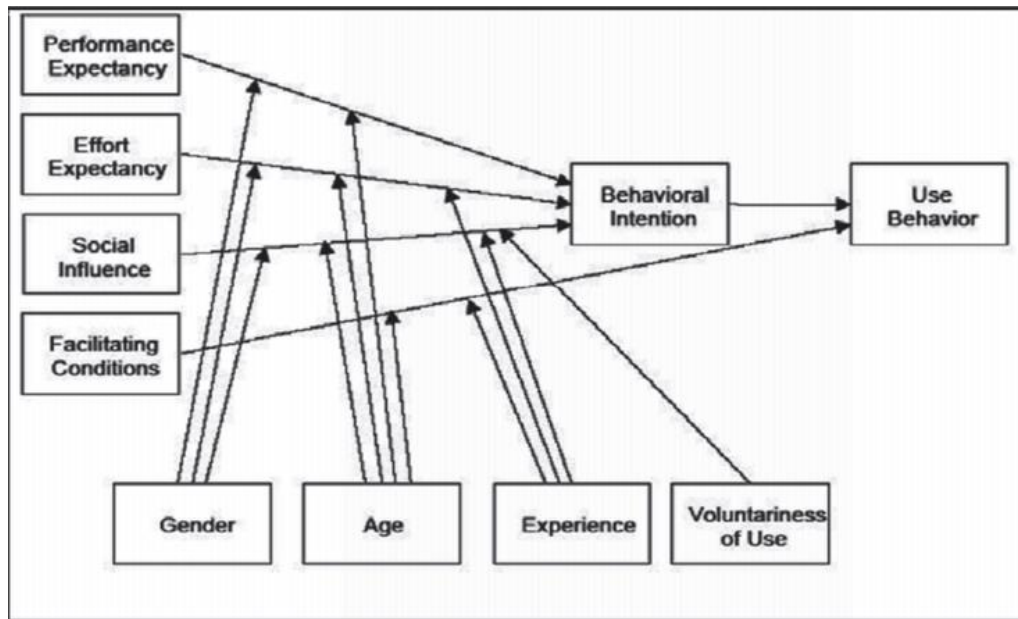 Performance
Expectancy
Effort
Expectancy
Social
Influence
Facilitating
Conditions
Behavioral
Intention
Use
Behavior
Gender
Age
Experience
Voluntariness
of Use